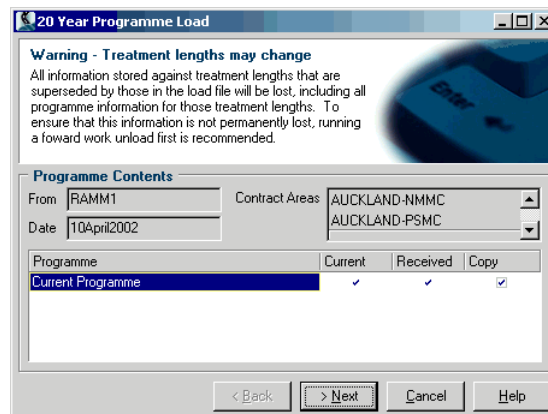 20 Year Programme Load
Warning - Treatment lengths may change
All information stored against treatment lengths that are
superseded by those in the load file will be lost, including all
programme information for those treatment lengths. To
ensure that this information is not permanently lost, running
a foward work unload first is recommended.
Enter
Programme Contents
From RAMM1 Contract Areas AUCKLAND-NMMC
AUCKLAND-PSMC
Date 10April2002
Programme Current Received Copy
Current Programme
< Back > Next Cancel Help